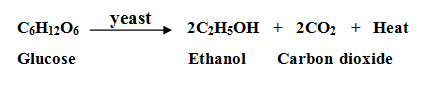 yeast
C₆H₁₂O₆ → 2C₂H₅OH + 2CO₂ + Heat
Glucose Ethanol Carbon dioxide